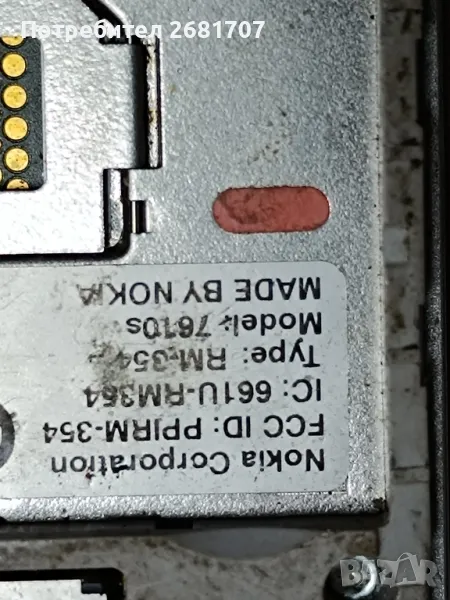 Потребител 2681707
Nokia Corporation
FCC ID: PPIRM-354
IC: 661U-RM354
Type: RM-354
Model: 7610s
MADE BY NOKIA
BAZAR